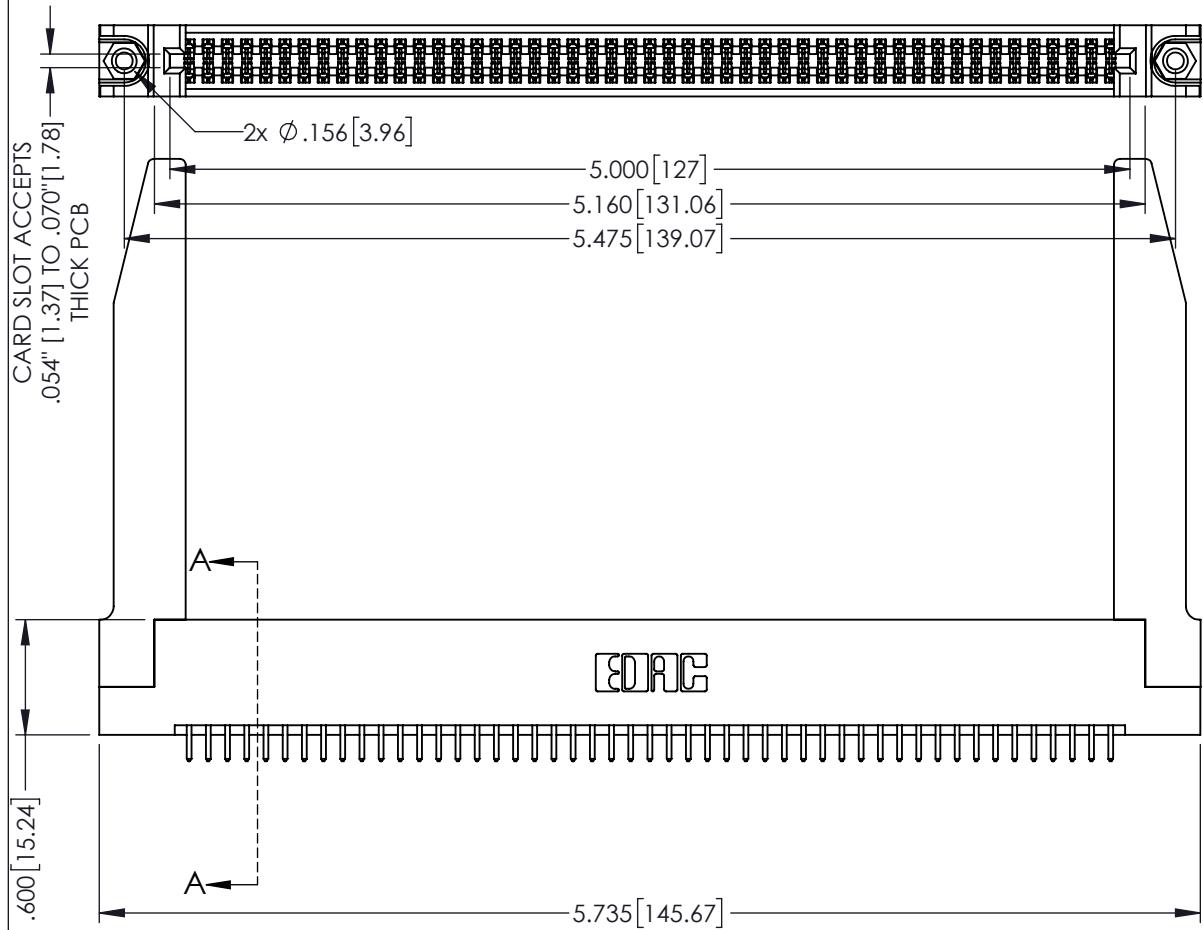 2x Ø .156[3.96]
CARD SLOT ACCCEPTS
.054" [1.37] TO .070"[1.78]
THICK PCB
5.000[127]
5.160[131.06]
5.475[139.07]
A
EDAC
.600[15.24]
A
5.735[145.67]